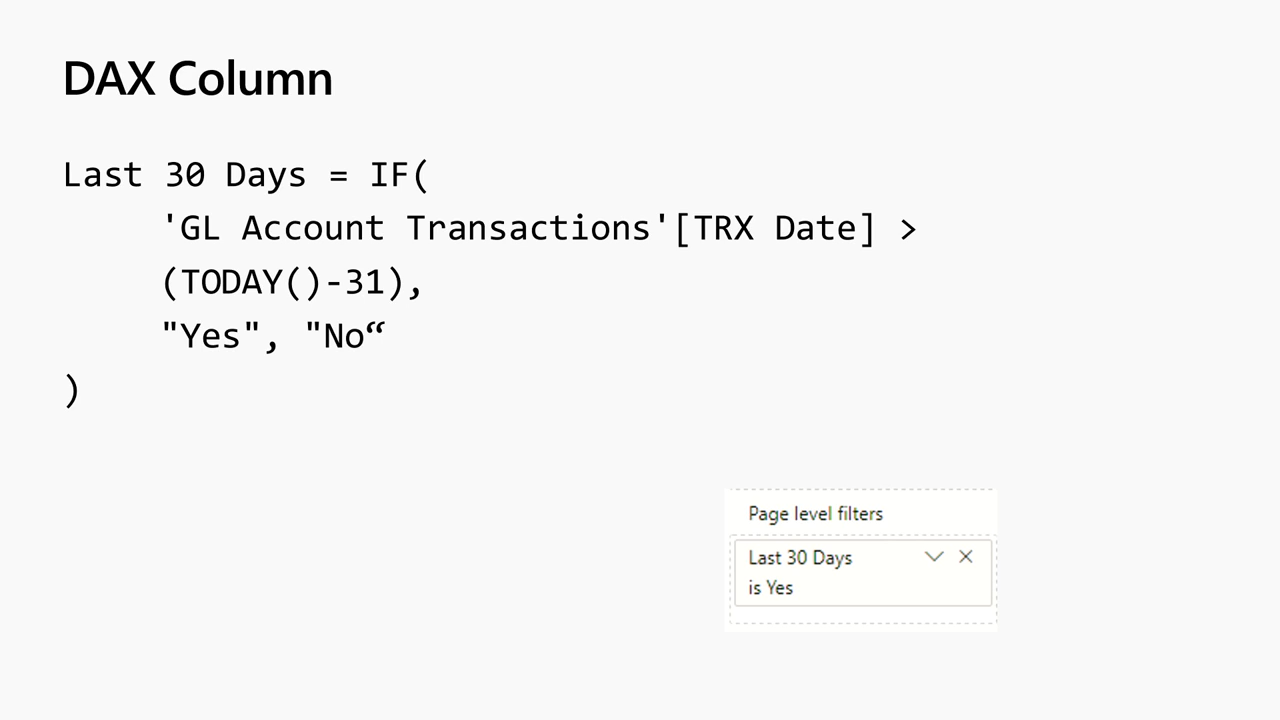 DAX Column
Last 30 Days = IF(
'GL Account Transactions'[TRX Date] >
(TODAY()-31),
"Yes", "No“
)
Page level filters
Last 30 Days
is Yes